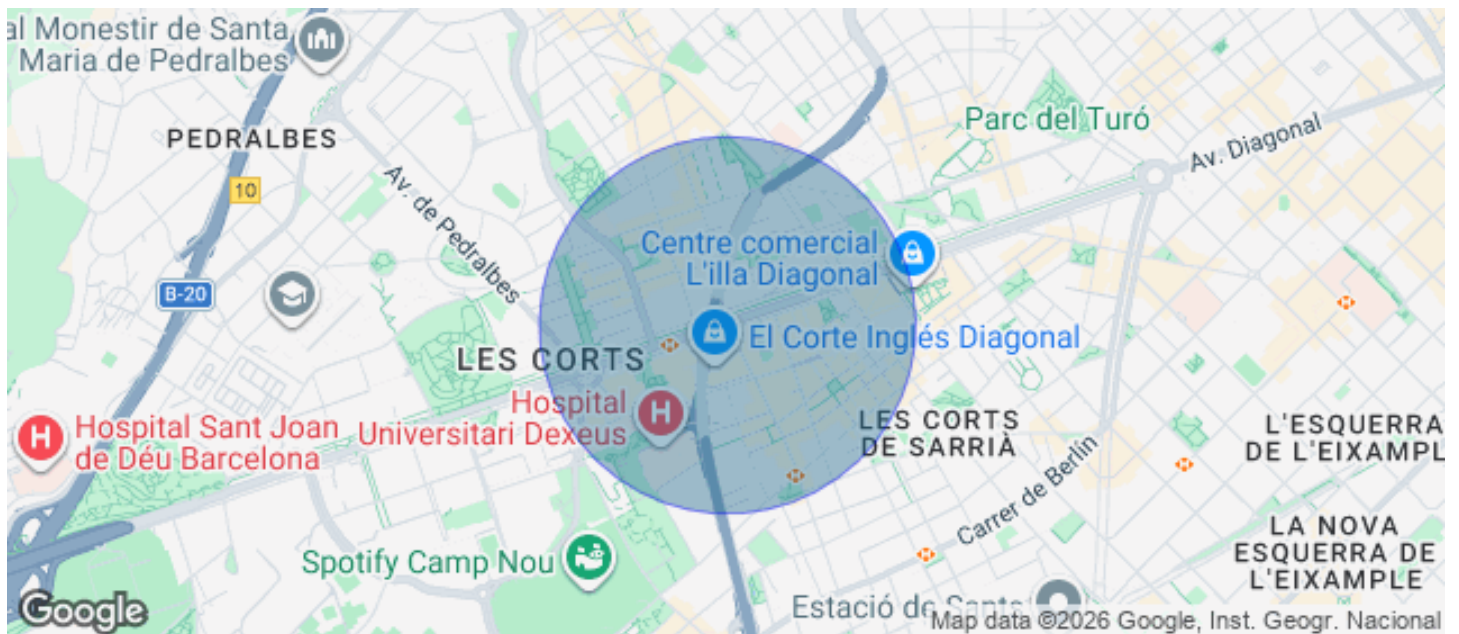 al Monestir de Santa
Maria de Pedralbes
PEDRALBES
Parc del Turó
Av. Diagonal
10
Av. de Pedralbes
Centre comercial
L'illa Diagonal
B-20
El Corte Inglés Diagonal
LES CORTS
Hospital
Universitari Dexeus
H
H
Hospital Sant Joan
de Déu Barcelona
LES CORTS
DE SARRIÀ
L'ESQUERRA
DE L'EIXAMPL
Carrer de Berlín
LA NOVA
ESQUERRA DE
L'EIXAMPLE
Spotify Camp Nou
Estació de Sants
Google
Map data ©2026 Google, Inst. Geogr. Nacional